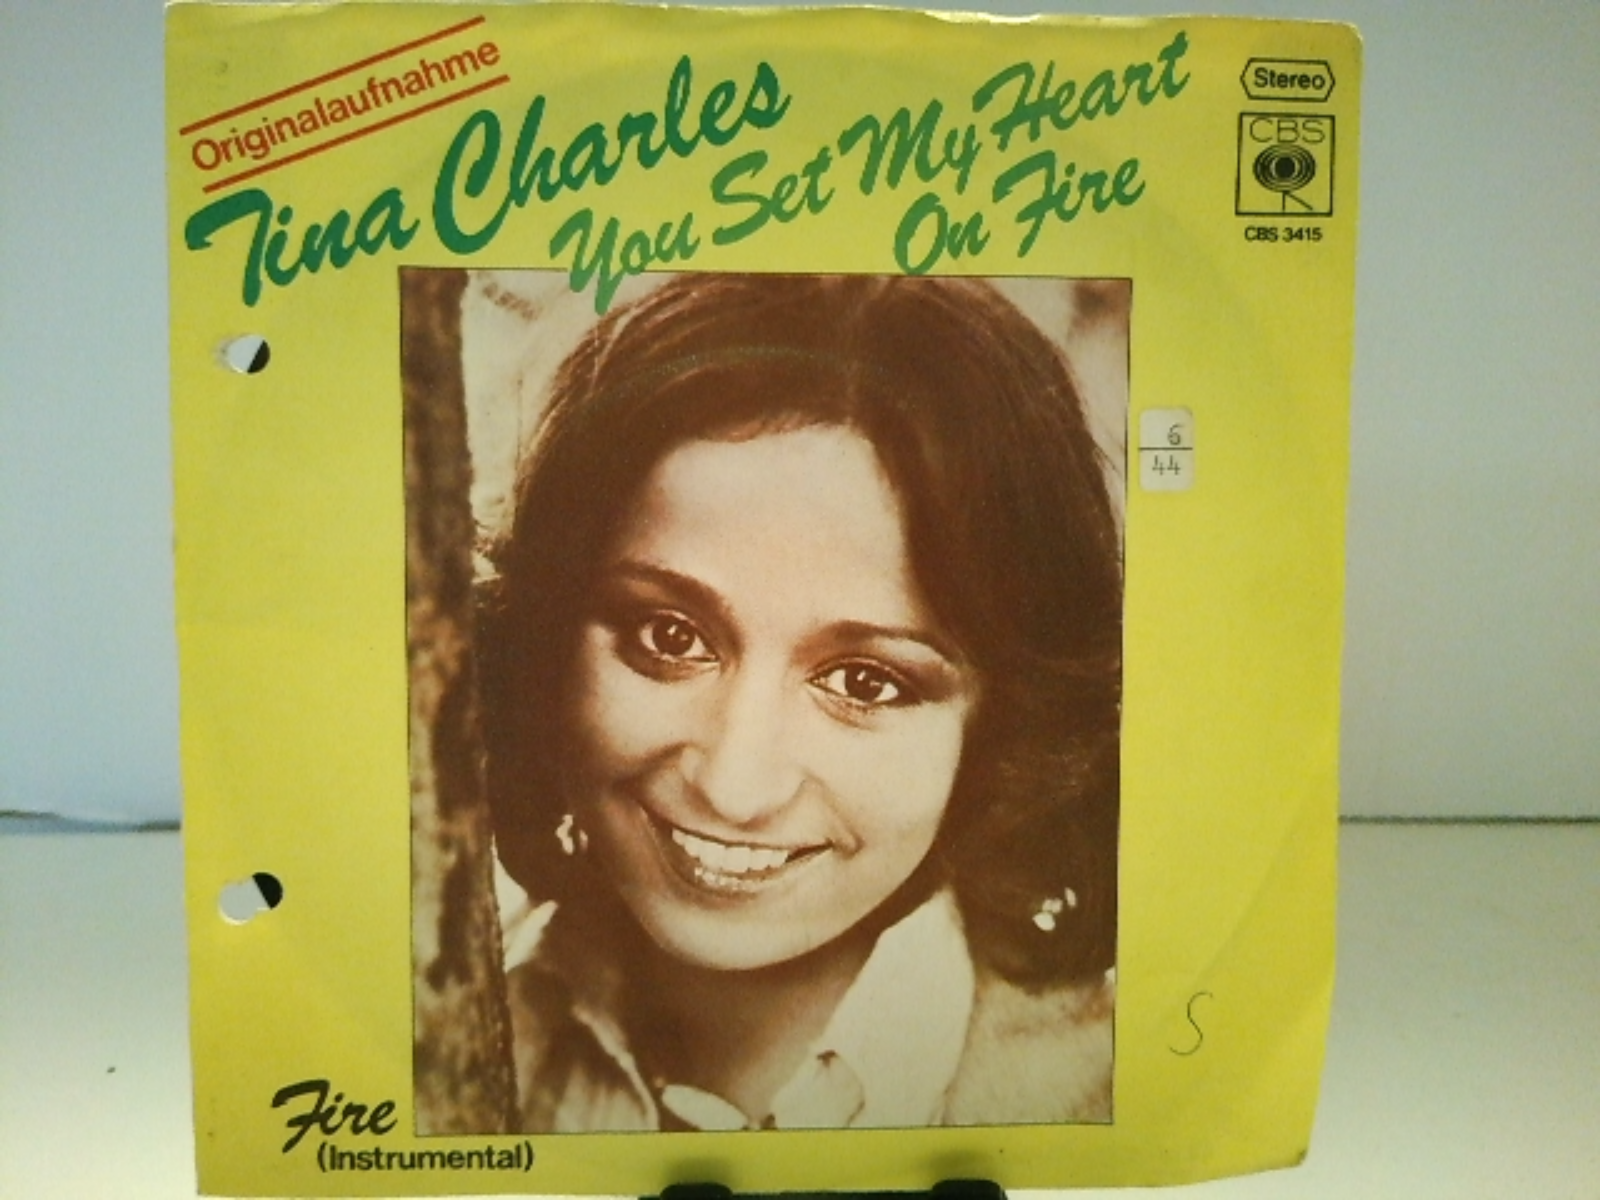 Originalaufnahme
Tina Charles
You Set My Heart
On Fire
Stereo
CBS
CBS 3415
6
44
S
Fire
(Instrumental)